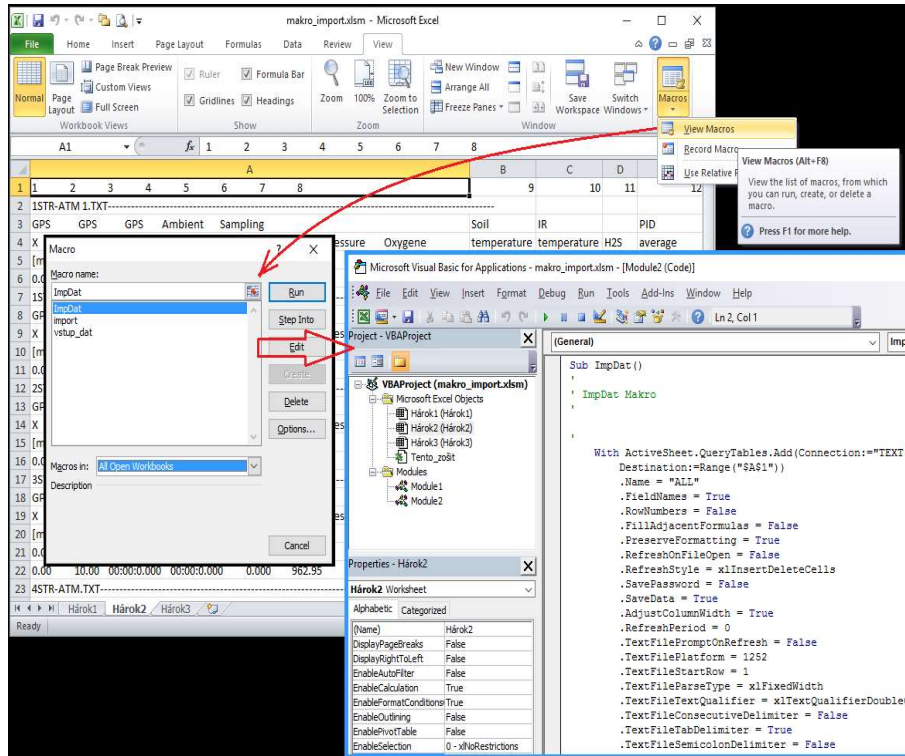 makro_import.xlsm - Microsoft Excel
File Home Insert Page Layout Formulas Data Review View
Normal Page Layout Page Break Preview Custom Views Full Screen
Ruler Formula Bar Gridlines Headings
Zoom 100% Zoom to Selection
New Window Arrange All Freeze Panes
Save Workspace Switch Windows Macros
Workbook Views Show Zoom Window
View Macros
Record Macro
Use Relative
View Macros (Alt+F8)
View the list of macros, from which
you can run, create, or delete a
macro.
Press F1 for more help.
A1 fx 1 2 3 4 5 6 7 8
A B C D
1 1 2 3 4 5 6 7 8 9 10 11 12
2 1STR-ATM 1.TXT
3 GPS GPS GPS Ambient Sampling Soil IR PID
4 X essure Oxygene temperature temperature H2S average
5 [m
6 0.0
7 1S
8 GP
9 X es
10 [m
11 0.0
12 2S
13 GP
14 X es
15 [m
16 0.0
17 3S
18 GP
19 X es
20 [m
21 0.0
22 0.00 10.00 00:00:0.000 00:00:0.000 0.000 962.95
23 4STR-ATM.TXT
Hárok1 Hárok2 Hárok3
Ready
Macro ? X
Macro name:
ImpDat
ImpDat
import
vstup_dat
Run
Step Into
Edit
Create
Delete
Options...
Macros in: All Open Workbooks
Description
Cancel
Microsoft Visual Basic for Applications - makro_import.xlsm - [Module2 (Code)]
File Edit View Insert Format Debug Run Tools Add-Ins Window Help
Ln 2, Col 1
Project - VBAProject X
VBAProject (makro_import.xlsm)
Microsoft Excel Objects
Hárok1 (Hárok1)
Hárok2 (Hárok2)
Hárok3 (Hárok3)
Tento_zošit
Modules
Module1
Module2
Properties - Hárok2 X
Hárok2 Worksheet
Alphabetic Categorized
(Name) Hárok2
DisplayPageBreaks False
DisplayRightToLeft False
EnableAutoFilter False
EnableCalculation True
EnableFormatConditions True
EnableOutlining False
EnablePivotTable False
EnableSelection 0 - xlNoRestrictions
(General) Imp
Sub ImpDat()
'
' ImpDat Makro
'
'
With ActiveSheet.QueryTables.Add(Connection:="TEXT
Destination:=Range("$A$1"))
.Name = "ALL"
.FieldNames = True
.RowNumbers = False
.FillAdjacentFormulas = False
.PreserveFormatting = True
.RefreshOnFileOpen = False
.RefreshStyle = xlInsertDeleteCells
.SavePassword = False
.SaveData = True
.AdjustColumnWidth = True
.RefreshPeriod = 0
.TextFilePromptOnRefresh = False
.TextFilePlatform = 1252
.TextFileStartRow = 1
.TextFileParseType = xlFixedWidth
.TextFileTextQualifier = xlTextQualifierDouble
.TextFileConsecutiveDelimiter = False
.TextFileTabDelimiter = True
.TextFileSemicolonDelimiter = False